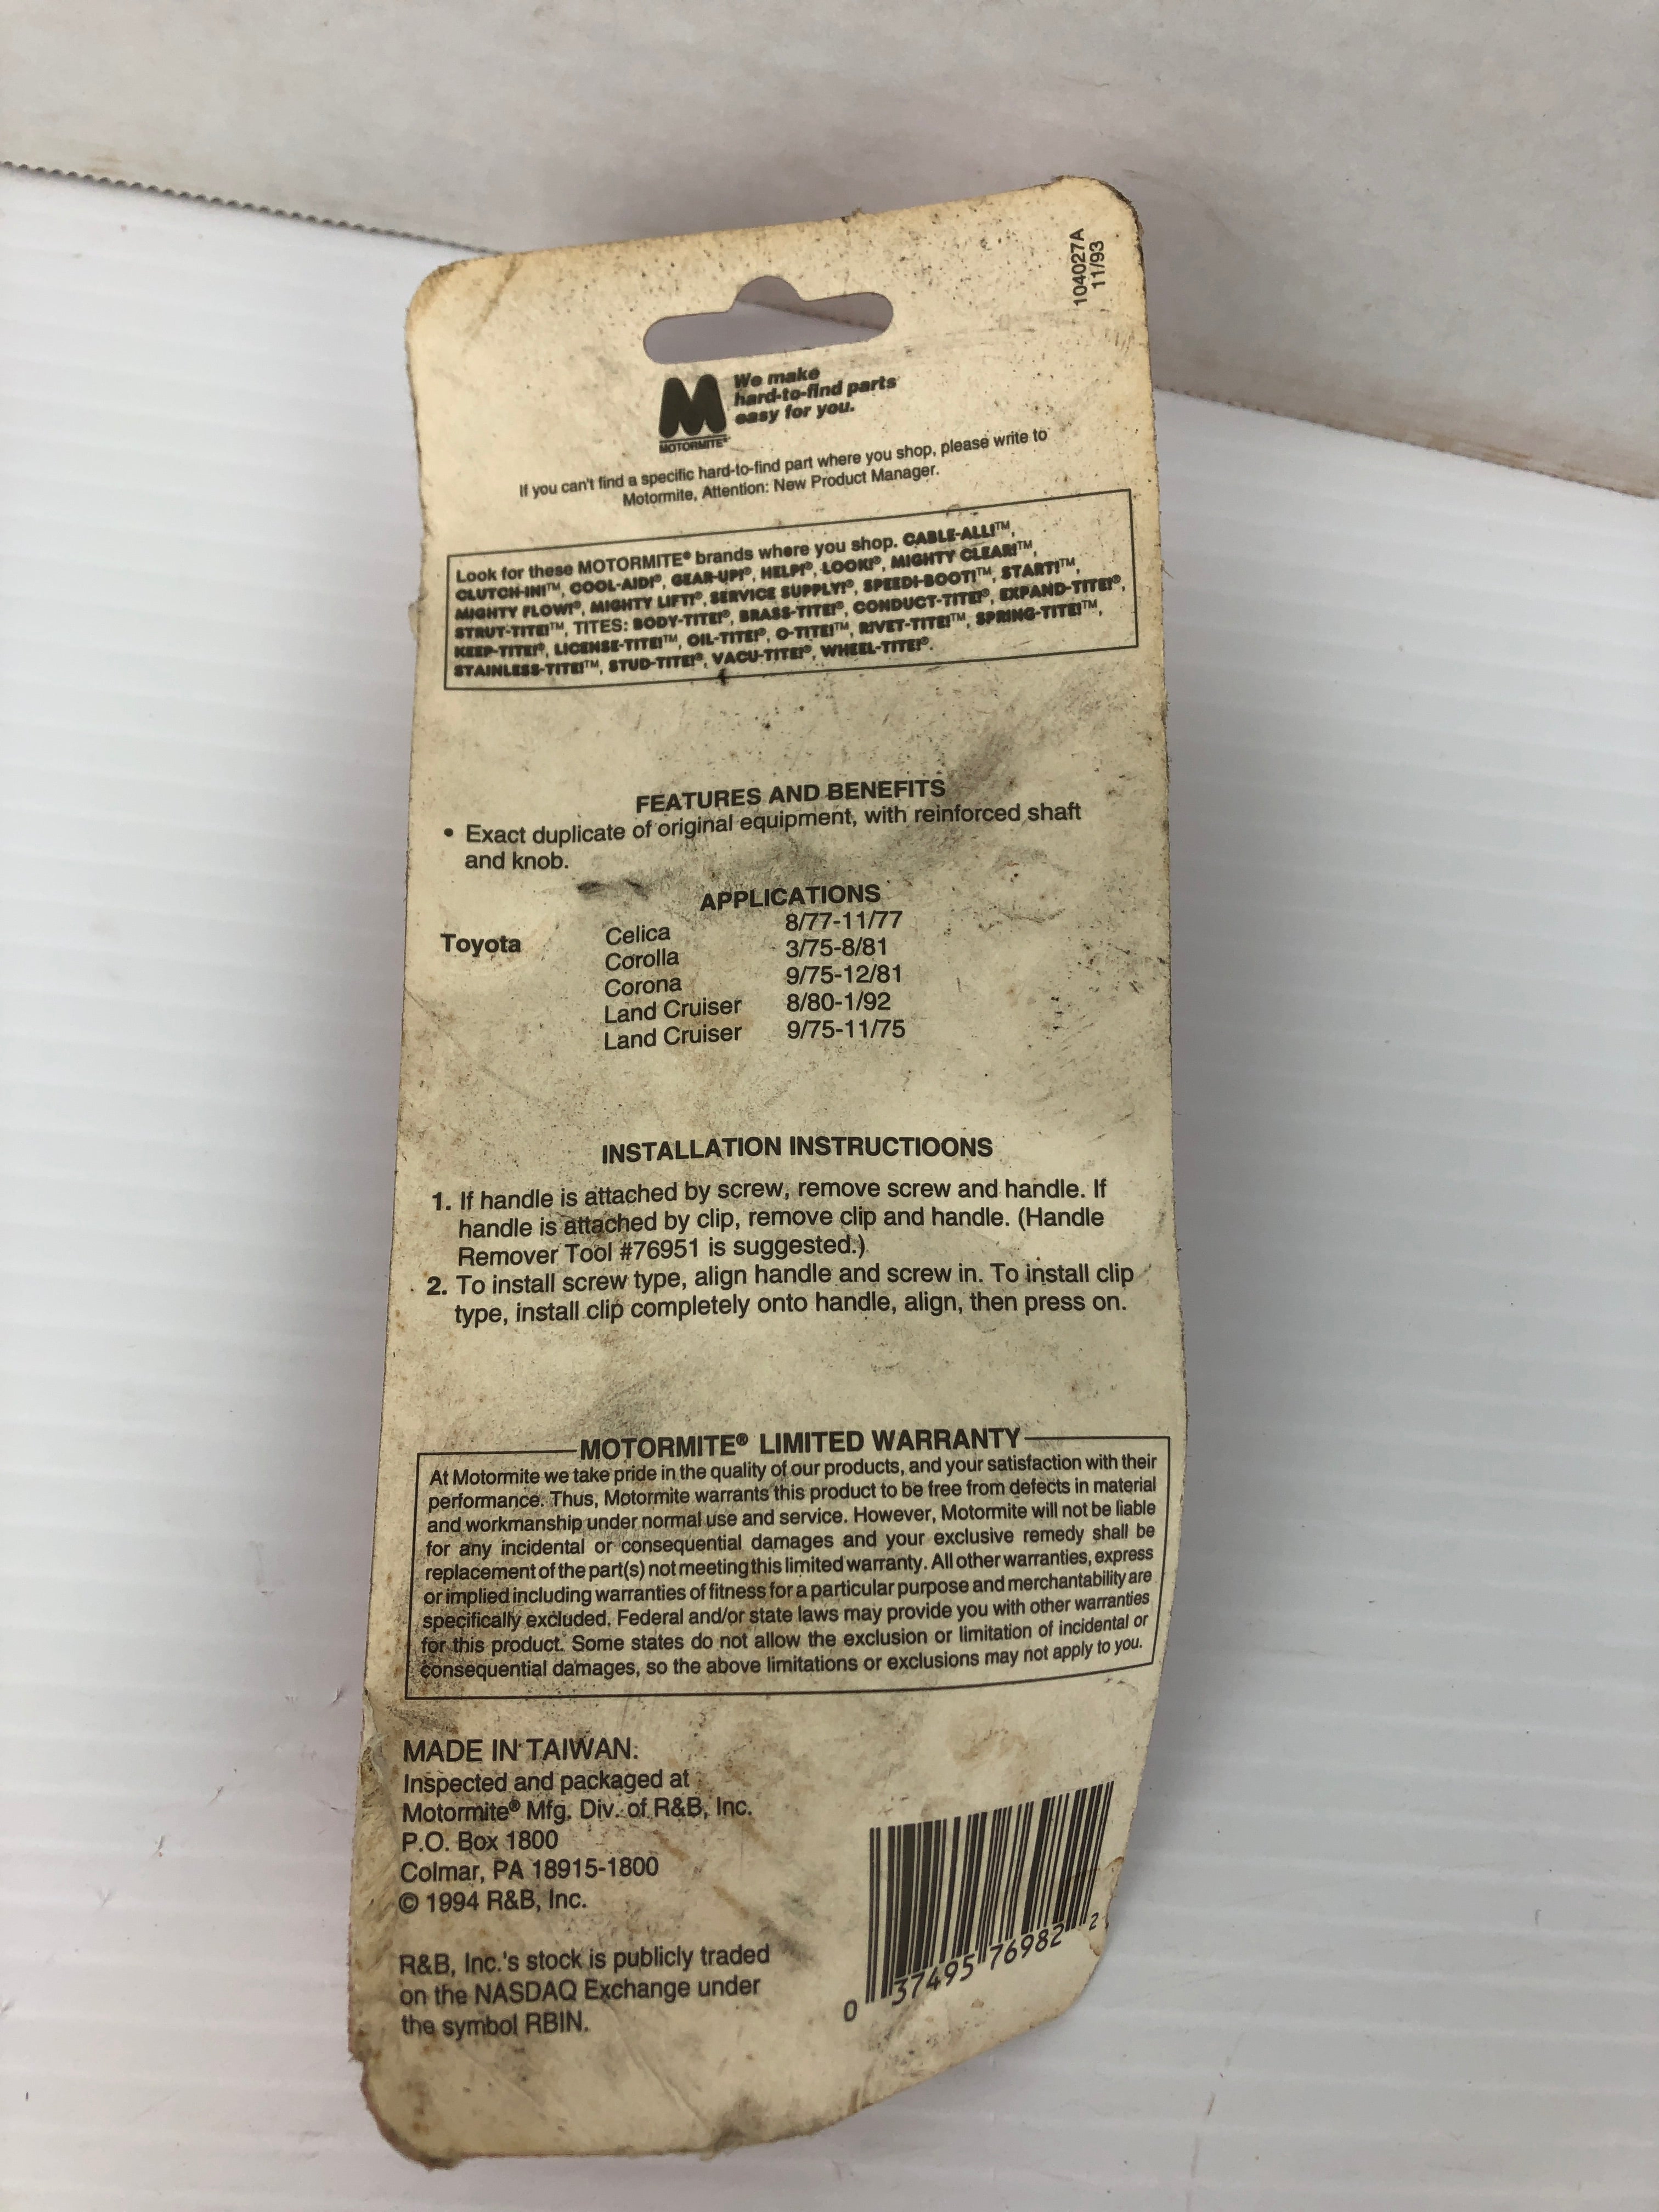 104027A
11/93
M
MOTORMITE®
We make
hard-to-find parts
easy for you.
If you can't find a specific hard-to-find part where you shop, please write to
Motormite, Attention: New Product Manager.
Look for these MOTORMITE® brands where you shop. CABLE-ALL!™,
CLUTCH-IN!™, COOL-AID!®, GEAR-UP!®, HELP!®, LOOK!®, MIGHTY CLEAR!™,
MIGHTY FLOW!®, MIGHTY LIFT!®, SERVICE SUPPLY!®, SPEEDI-BOOT!™, START!™,
STRUT-TITE!™, TITES: BODY-TITE!®, BRASS-TITE!®, CONDUCT-TITE!®, EXPAND-TITE!®,
KEEP-TITE!®, LICENSE-TITE!™, OIL-TITE!®, O-TITE!™, RIVET-TITE!™, SPRING-TITE!™,
STAINLESS-TITE!™, STUD-TITE!®, VACU-TITE!®, WHEEL-TITE!®.
FEATURES AND BENEFITS
• Exact duplicate of original equipment, with reinforced shaft
and knob.
APPLICATIONS
Toyota Celica 8/77-11/77
Corolla 3/75-8/81
Corona 9/75-12/81
Land Cruiser 8/80-1/92
Land Cruiser 9/75-11/75
INSTALLATION INSTRUCTIOONS
1. If handle is attached by screw, remove screw and handle. If
handle is attached by clip, remove clip and handle. (Handle
Remover Tool #76951 is suggested.)
2. To install screw type, align handle and screw in. To install clip
type, install clip completely onto handle, align, then press on.
MOTORMITE® LIMITED WARRANTY
At Motormite we take pride in the quality of our products, and your satisfaction with their
performance. Thus, Motormite warrants this product to be free from defects in material
and workmanship under normal use and service. However, Motormite will not be liable
for any incidental or consequential damages and your exclusive remedy shall be
replacement of the part(s) not meeting this limited warranty. All other warranties, express
or implied including warranties of fitness for a particular purpose and merchantability are
specifically excluded. Federal and/or state laws may provide you with other warranties
for this product. Some states do not allow the exclusion or limitation of incidental or
consequential damages, so the above limitations or exclusions may not apply to you.
MADE IN TAIWAN.
Inspected and packaged at
Motormite® Mfg. Div. of R&B, Inc.
P.O. Box 1800
Colmar, PA 18915-1800
© 1994 R&B, Inc.
R&B, Inc.'s stock is publicly traded
on the NASDAQ Exchange under
the symbol RBIN.
0 37495 76982 2